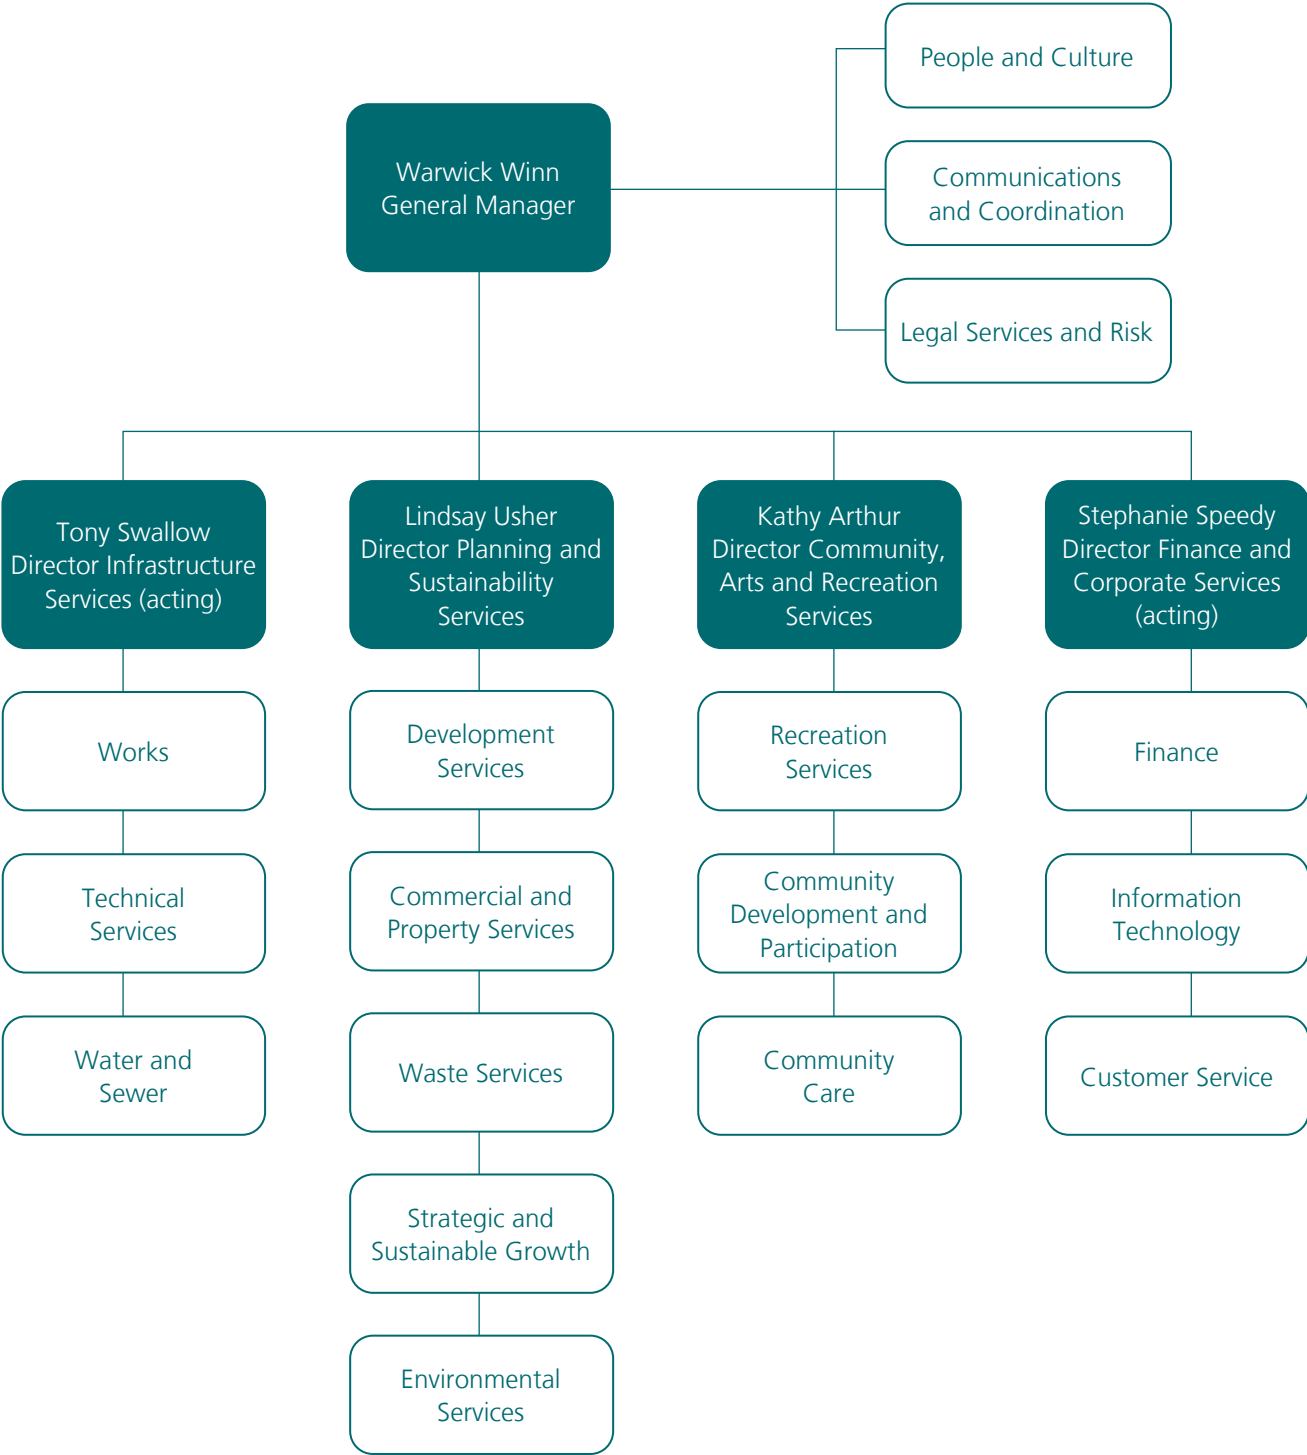 People and Culture
Warwick Winn
General Manager
Communications
and Coordination
Legal Services and Risk
Tony Swallow
Director Infrastructure
Services (acting)
Lindsay Usher
Director Planning and
Sustainability
Services
Kathy Arthur
Director Community,
Arts and Recreation
Services
Stephanie Speedy
Director Finance and
Corporate Services
(acting)
Works
Development
Services
Recreation
Services
Finance
Technical
Services
Commercial and
Property Services
Community
Development and
Participation
Information
Technology
Water and
Sewer
Waste Services
Community
Care
Customer Service
Strategic and
Sustainable Growth
Environmental
Services